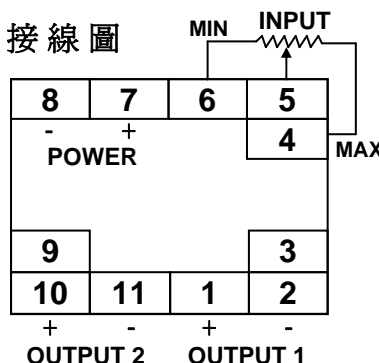 接線圖
MIN INPUT
8 7 6 5
- +
4 MAX
POWER
9 3
10 11 1 2
+ - + -
OUTPUT 2 OUTPUT 1